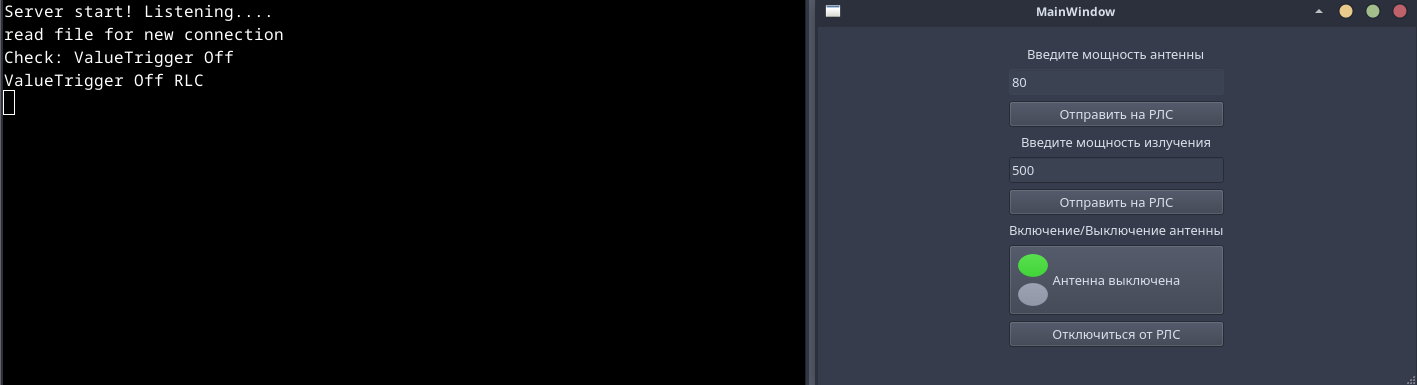 Server start! Listening....
read file for new connection
Check: ValueTrigger Off
ValueTrigger Off RLC
MainWindow
Введите мощность антенны
80
Отправить на РЛС
Введите мощность излучения
500
Отправить на РЛС
Включение/Выключение антенны
Антенна выключена
Отключиться от РЛС